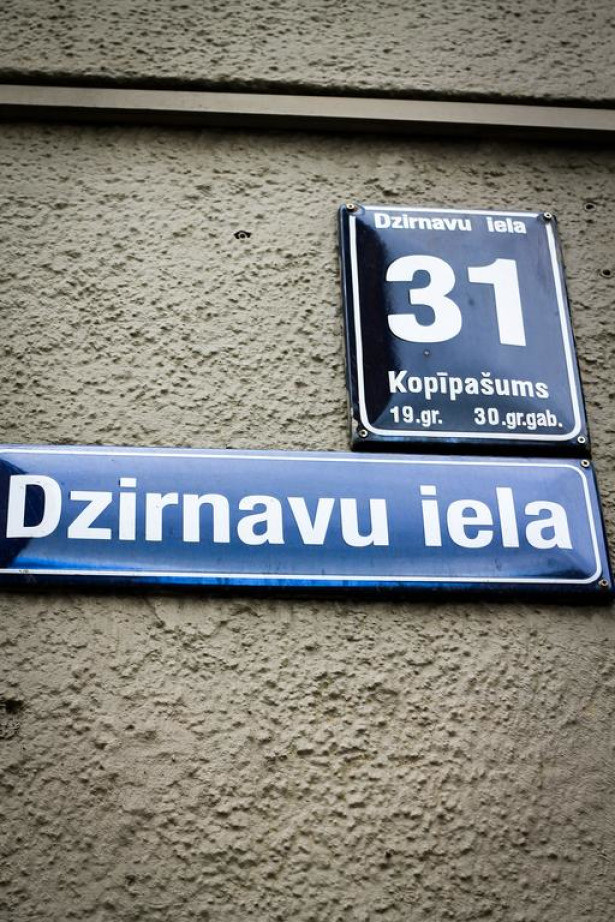 Dzirnavu iela
31
Kopīpašums
19.gr. 30.gr.gab.
Dzirnavu iela